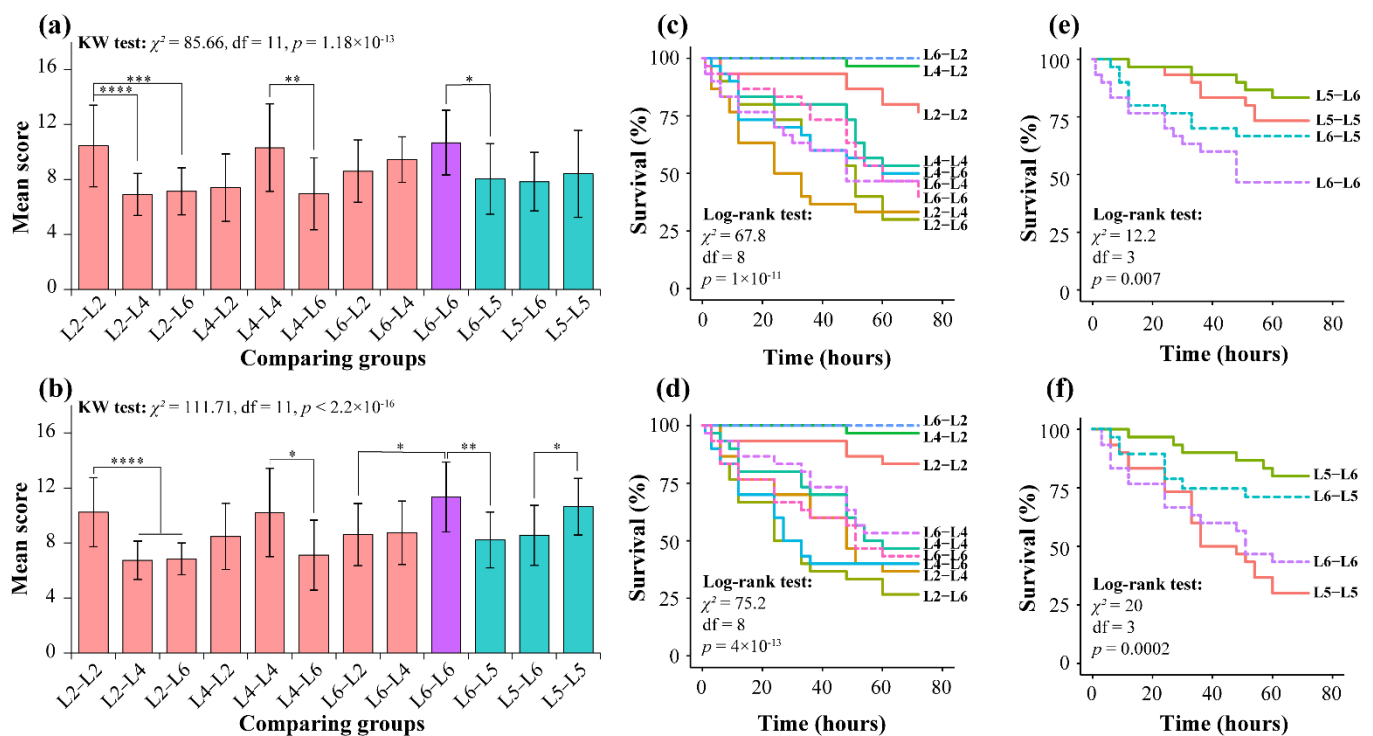 (a)
KW test: χ² = 85.66, df = 11, p = 1.18×10⁻¹³
Mean score
16
12
8
4
0
****
***
**
*
L2−L2
L2−L4
L2−L6
L4−L2
L4−L4
L4−L6
L6−L2
L6−L4
L6−L6
L6−L5
L5−L6
L5−L5
Comparing groups
(b)
KW test: χ² = 111.71, df = 11, p < 2.2×10⁻¹⁶
Mean score
16
12
8
4
0
****
*
*
**
*
L2−L2
L2−L4
L2−L6
L4−L2
L4−L4
L4−L6
L6−L2
L6−L4
L6−L6
L6−L5
L5−L6
L5−L5
Comparing groups
(c)
Survival (%)
100
75
50
25
0
L6−L2
L4−L2
L2−L2
L4−L4
L4−L6
L6−L4
L6−L6
L2−L4
L2−L6
Log-rank test:
χ² = 67.8
df = 8
p = 1×10⁻¹¹
0
20
40
60
80
Time (hours)
(d)
Survival (%)
100
75
50
25
0
L6−L2
L4−L2
L2−L2
L6−L4
L4−L4
L6−L6
L4−L6
L2−L4
L2−L6
Log-rank test:
χ² = 75.2
df = 8
p = 4×10⁻¹³
0
20
40
60
80
Time (hours)
(e)
Survival (%)
100
75
50
25
0
L5−L6
L5−L5
L6−L5
L6−L6
Log-rank test:
χ² = 12.2
df = 3
p = 0.007
0
20
40
60
80
Time (hours)
(f)
Survival (%)
100
75
50
25
0
L5−L6
L6−L5
L6−L6
L5−L5
Log-rank test:
χ² = 20
df = 3
p = 0.0002
0
20
40
60
80
Time (hours)